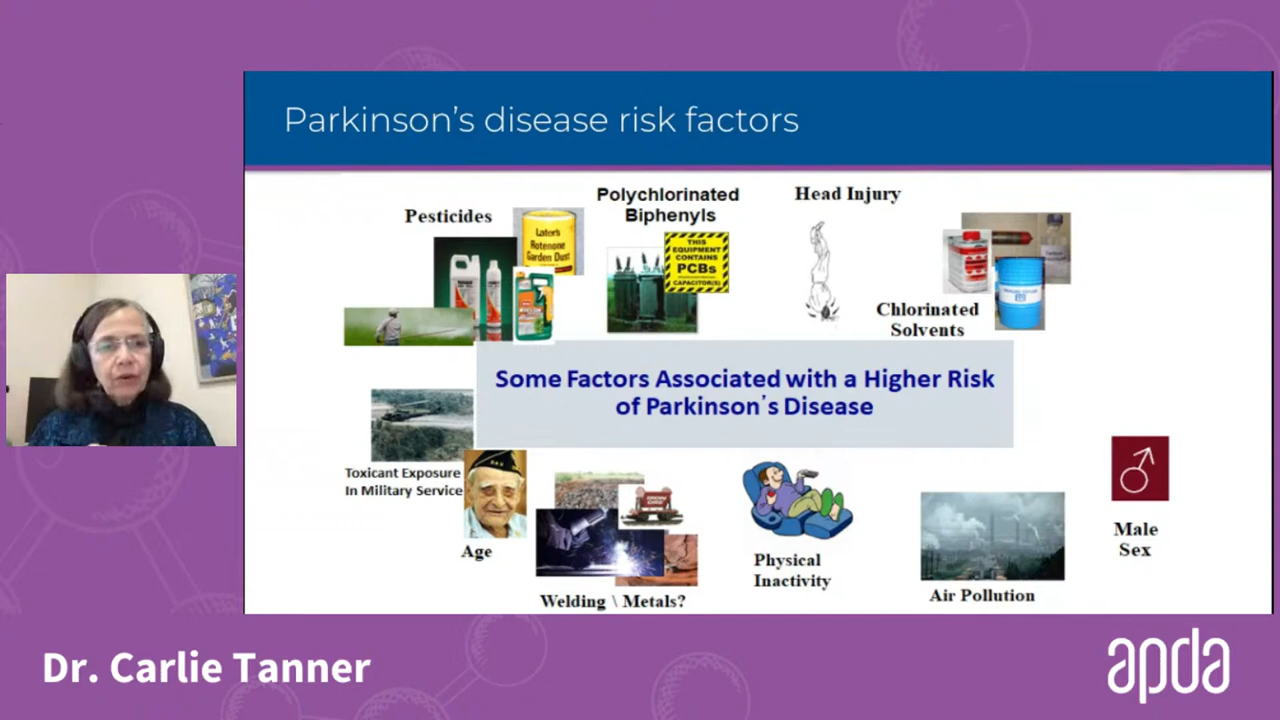 Parkinson's disease risk factors
Pesticides
Polychlorinated
Biphenyls
Head Injury
Later's
Rotenone
Garden Dust
THIS
EQUIPMENT
CONTAINS
PCBs
CAPACITOR(S)
Chlorinated
Solvents
Some Factors Associated with a Higher Risk
of Parkinson's Disease
Toxicant Exposure
In Military Service
Age
Welding \ Metals?
Physical
Inactivity
Air Pollution
Male
Sex
Dr. Carlie Tanner
apda